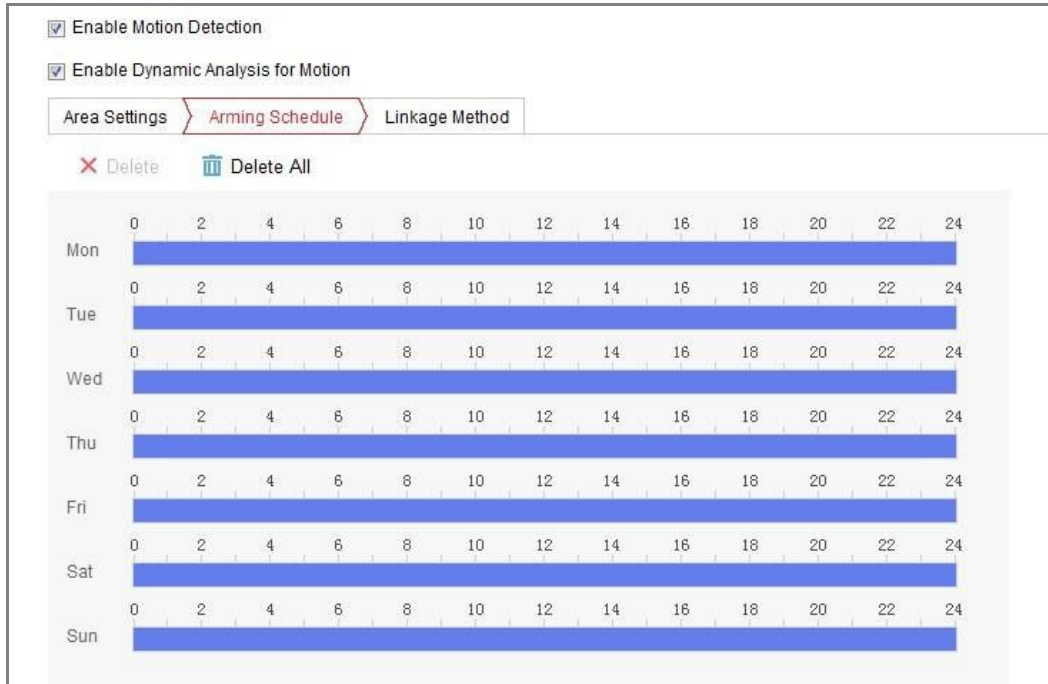 Enable Motion Detection
Enable Dynamic Analysis for Motion
Area Settings Arming Schedule Linkage Method
Delete Delete All
0 2 4 6 8 10 12 14 16 18 20 22 24
Mon
0 2 4 6 8 10 12 14 16 18 20 22 24
Tue
0 2 4 6 8 10 12 14 16 18 20 22 24
Wed
0 2 4 6 8 10 12 14 16 18 20 22 24
Thu
0 2 4 6 8 10 12 14 16 18 20 22 24
Fri
0 2 4 6 8 10 12 14 16 18 20 22 24
Sat
0 2 4 6 8 10 12 14 16 18 20 22 24
Sun